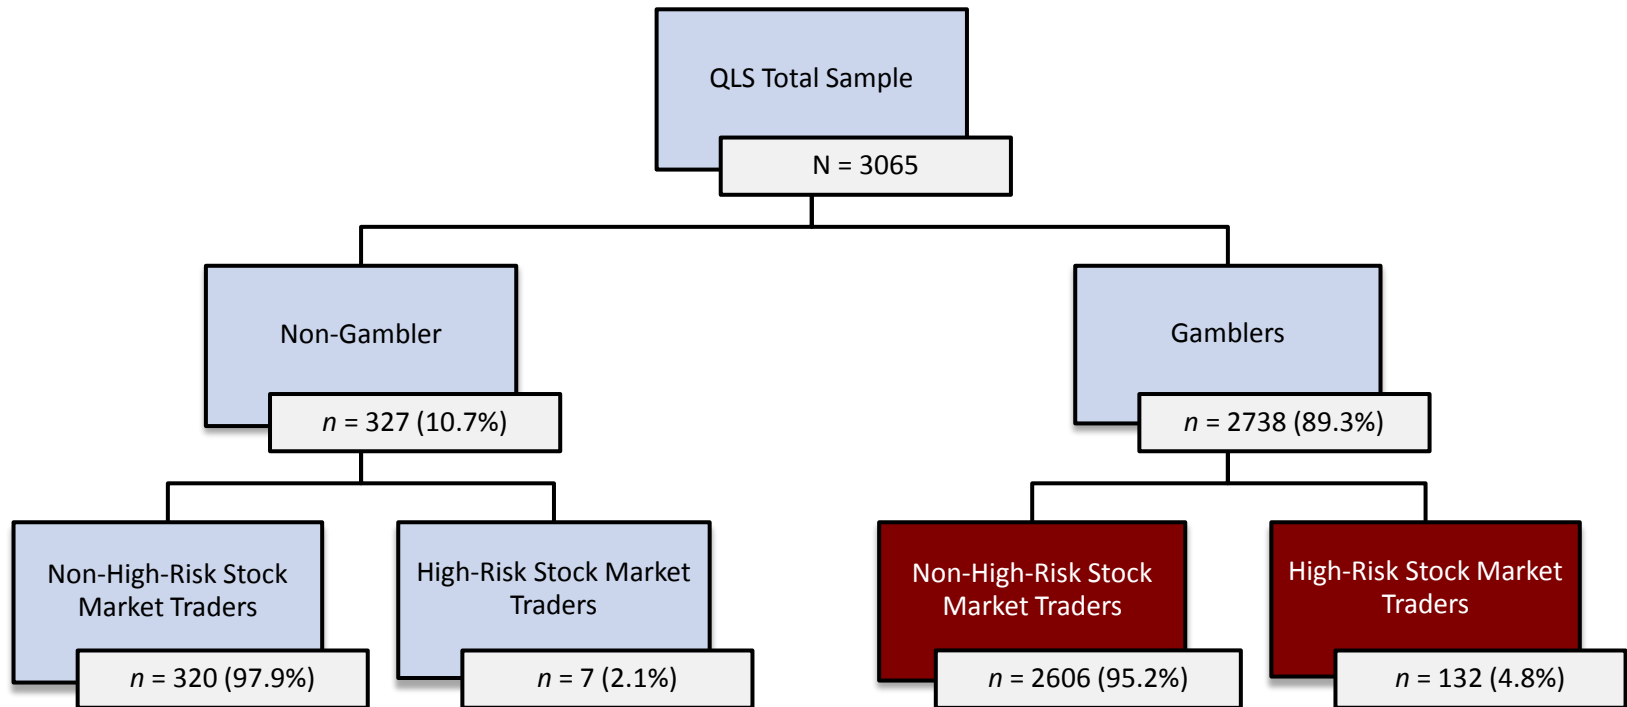 QLS Total Sample
N = 3065
Non-Gambler
n = 327 (10.7%)
Gamblers
n = 2738 (89.3%)
Non-High-Risk Stock
Market Traders
n = 320 (97.9%)
High-Risk Stock Market
Traders
n = 7 (2.1%)
Non-High-Risk Stock
Market Traders
n = 2606 (95.2%)
High-Risk Stock Market
Traders
n = 132 (4.8%)